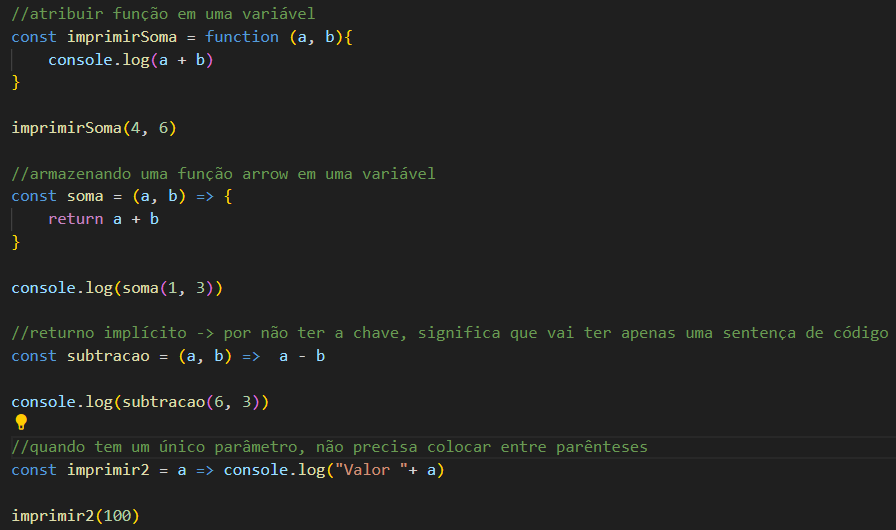 //atribuir função em uma variável
const imprimirSoma = function (a, b){
    console.log(a + b)
}
imprimirSoma(4, 6)
//armazenando uma função arrow em uma variável
const soma = (a, b) => {
    return a + b
}
console.log(soma(1, 3))
//returno implícito -> por não ter a chave, significa que vai ter apenas uma sentença de código
const subtracao = (a, b) =>  a - b
console.log(subtracao(6, 3))
//quando tem um único parâmetro, não precisa colocar entre parênteses
const imprimir2 = a => console.log("Valor "+ a)
imprimir2(100)